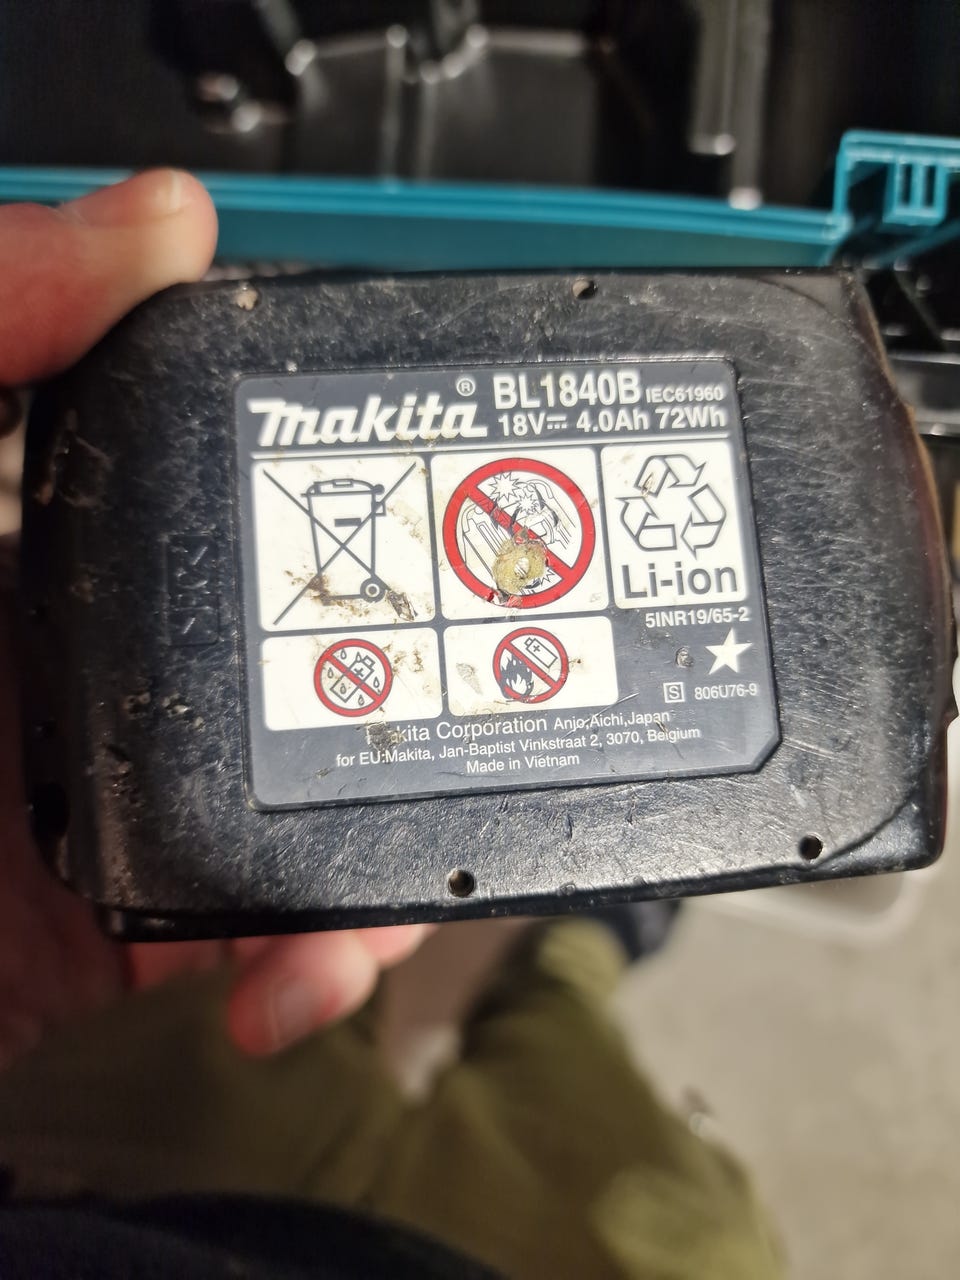 makita® BL1840B IEC61960
18V⎓ 4.0Ah 72Wh
Li-ion
5INR19/65-2
S 806U76-9
Corporation Anjo,Aichi,Japan
for EU:Makita, Jan-Baptist Vinkstraat 2, 3070, Belgium
Made in Vietnam